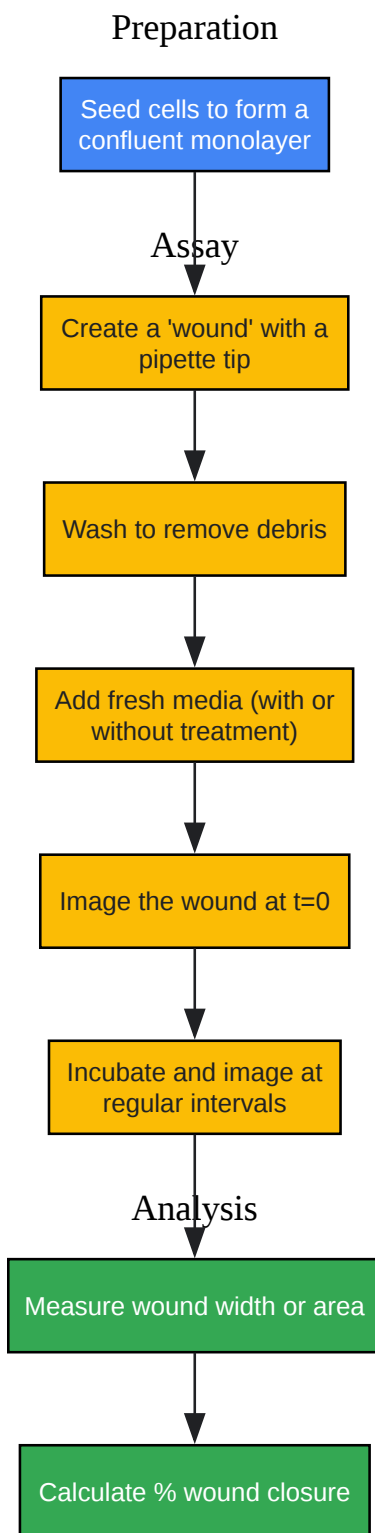 Preparation
Seed cells to form a
confluent monolayer
Assay
Create a 'wound' with a
pipette tip
Wash to remove debris
Add fresh media (with or
without treatment)
Image the wound at t=0
Incubate and image at
regular intervals
Analysis
Measure wound width or area
Calculate % wound closure